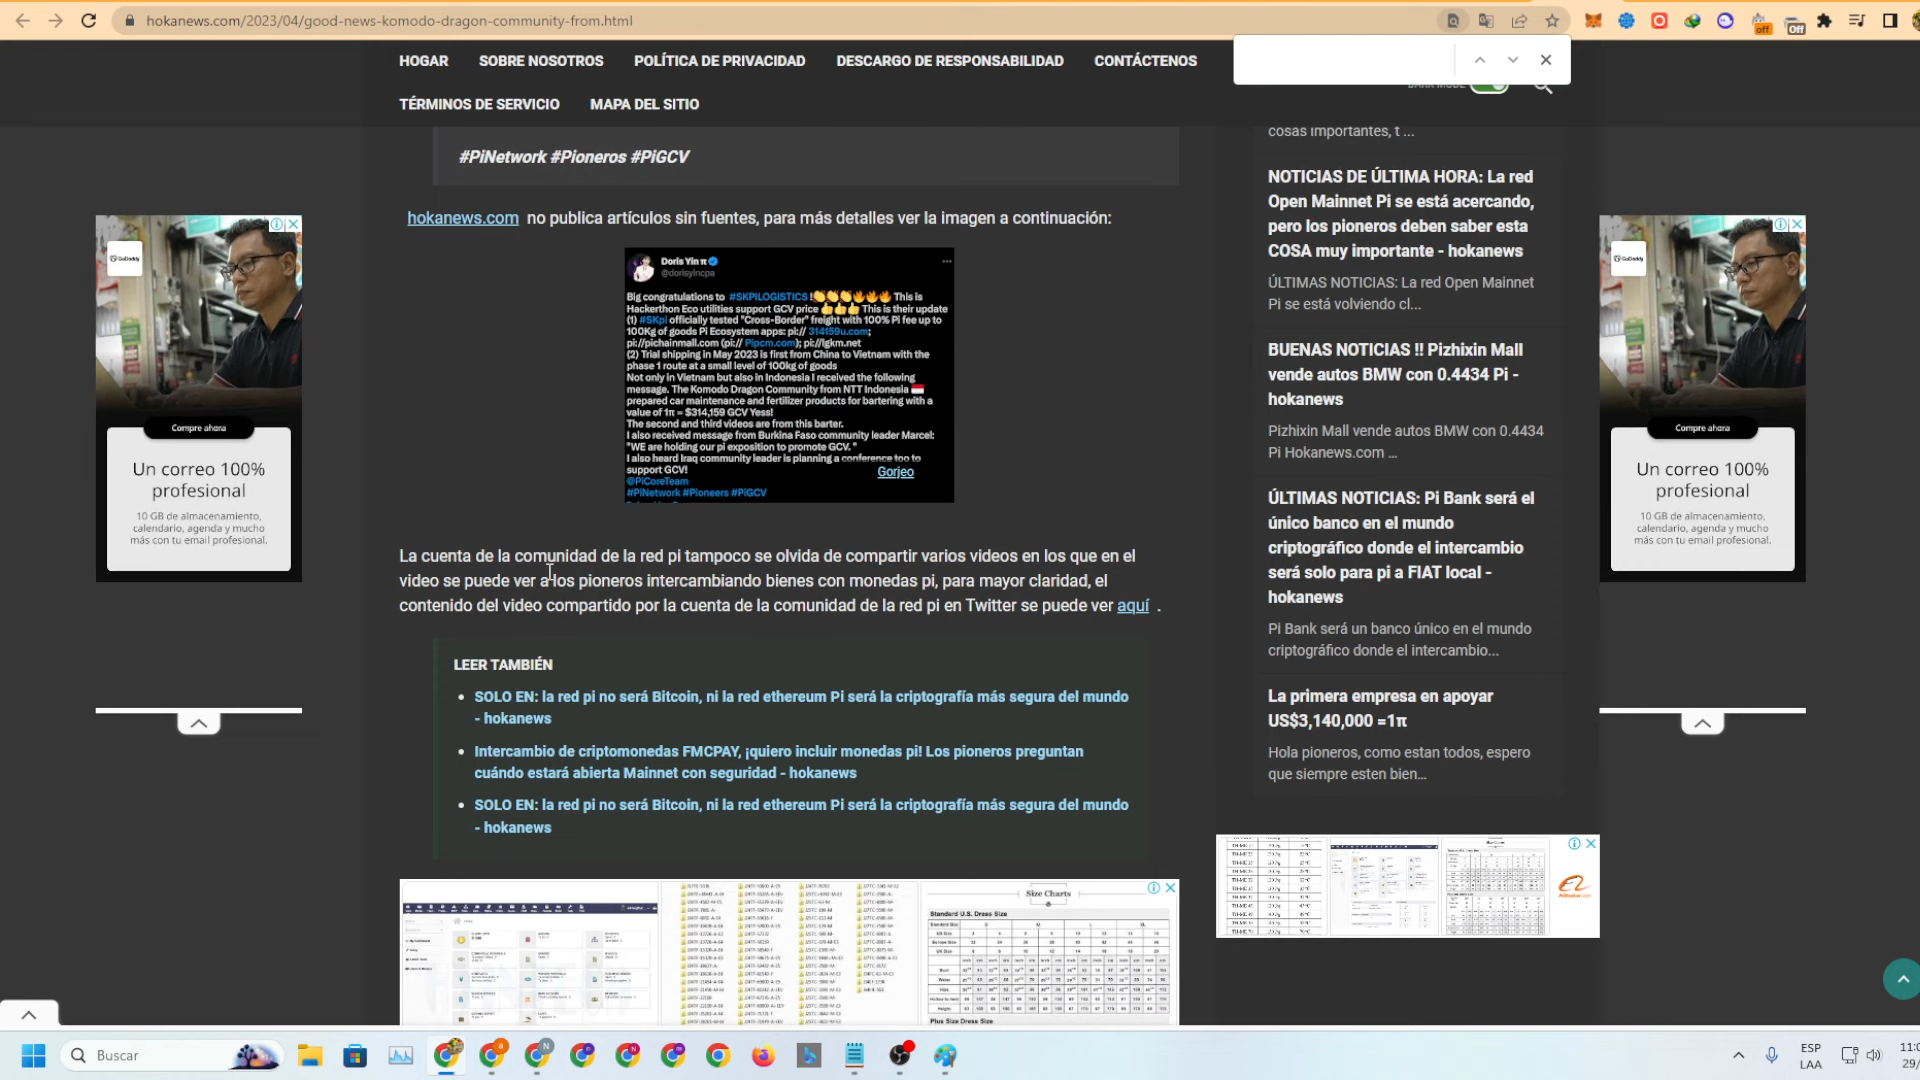 hokanews.com/2023/04/good-news-komodo-dragon-community-from.html
off
Off
HOGAR
SOBRE NOSOTROS
POLÍTICA DE PRIVACIDAD
DESCARGO DE RESPONSABILIDAD
CONTÁCTENOS
TÉRMINOS DE SERVICIO
MAPA DEL SITIO
DARK MODE
#PiNetwork #Pioneros #PiGCV
hokanews.com no publica artículos sin fuentes, para más detalles ver la imagen a continuación:
Doris Yin π
@dorisyincpa
Big congratulations to #SKPILOGISTICS !👏👏👏🔥🔥🔥 This is
Hackerthon Eco utilities support GCV price 👍👍👍 This is their update
(1) #SKpi officially tested "Cross-Border" freight with 100% Pi fee up to
100Kg of goods Pi Ecosystem apps: pi:// 314159u.com;
pi://pichainmall.com (pi:// Pipcm.com); pi://lgkm.net
(2) Trial shipping in May 2023 is first from China to Vietnam with the
phase 1 route at a small level of 100kg of goods
Not only in Vietnam but also in Indonesia I received the following
message. The Komodo Dragon Community from NTT Indonesia 🇮🇩
prepared car maintenance and fertilizer products for bartering with a
value of 1π = $314,159 GCV Yess!
The second and third videos are from this barter.
I also received message from Burkina Faso community leader Marcel:
"WE are holding our pi exposition to promote GCV. "
I also heard Iraq community leader is planning a conference too to
support GCV!
Gorjeo
@PiCoreTeam
#PiNetwork #Pioneers #PiGCV
La cuenta de la comunidad de la red pi tampoco se olvida de compartir varios videos en los que en el
video se puede ver a los pioneros intercambiando bienes con monedas pi, para mayor claridad, el
contenido del video compartido por la cuenta de la comunidad de la red pi en Twitter se puede ver aquí .
LEER TAMBIÉN
• SOLO EN: la red pi no será Bitcoin, ni la red ethereum Pi será la criptografía más segura del mundo
- hokanews
• Intercambio de criptomonedas FMCPAY, ¡quiero incluir monedas pi! Los pioneros preguntan
cuándo estará abierta Mainnet con seguridad - hokanews
• SOLO EN: la red pi no será Bitcoin, ni la red ethereum Pi será la criptografía más segura del mundo
- hokanews
cosas importantes, t ...
NOTICIAS DE ÚLTIMA HORA: La red
Open Mainnet Pi se está acercando,
pero los pioneros deben saber esta
COSA muy importante - hokanews
ÚLTIMAS NOTICIAS: La red Open Mainnet
Pi se está volviendo cl...
BUENAS NOTICIAS !! Pizhixin Mall
vende autos BMW con 0.4434 Pi -
hokanews
Pizhixin Mall vende autos BMW con 0.4434
Pi Hokanews.com ...
ÚLTIMAS NOTICIAS: Pi Bank será el
único banco en el mundo
criptográfico donde el intercambio
será solo para pi a FIAT local -
hokanews
Pi Bank será un banco único en el mundo
criptográfico donde el intercambio...
La primera empresa en apoyar
US$3,140,000 =1π
Hola pioneros, como estan todos, espero
que siempre esten bien...
GoDaddy
Compre ahora
Un correo 100%
profesional
10 GB de almacenamiento,
calendario, agenda y mucho
más con tu email profesional.
GoDaddy
Compre ahora
Un correo 100%
profesional
10 GB de almacenamiento,
calendario, agenda y mucho
más con tu email profesional.
Size Charts
Standard U.S. Dress Size
Plus Size Dress Size
Alibaba.com
Buscar
ESP
LAA
11:0
29/